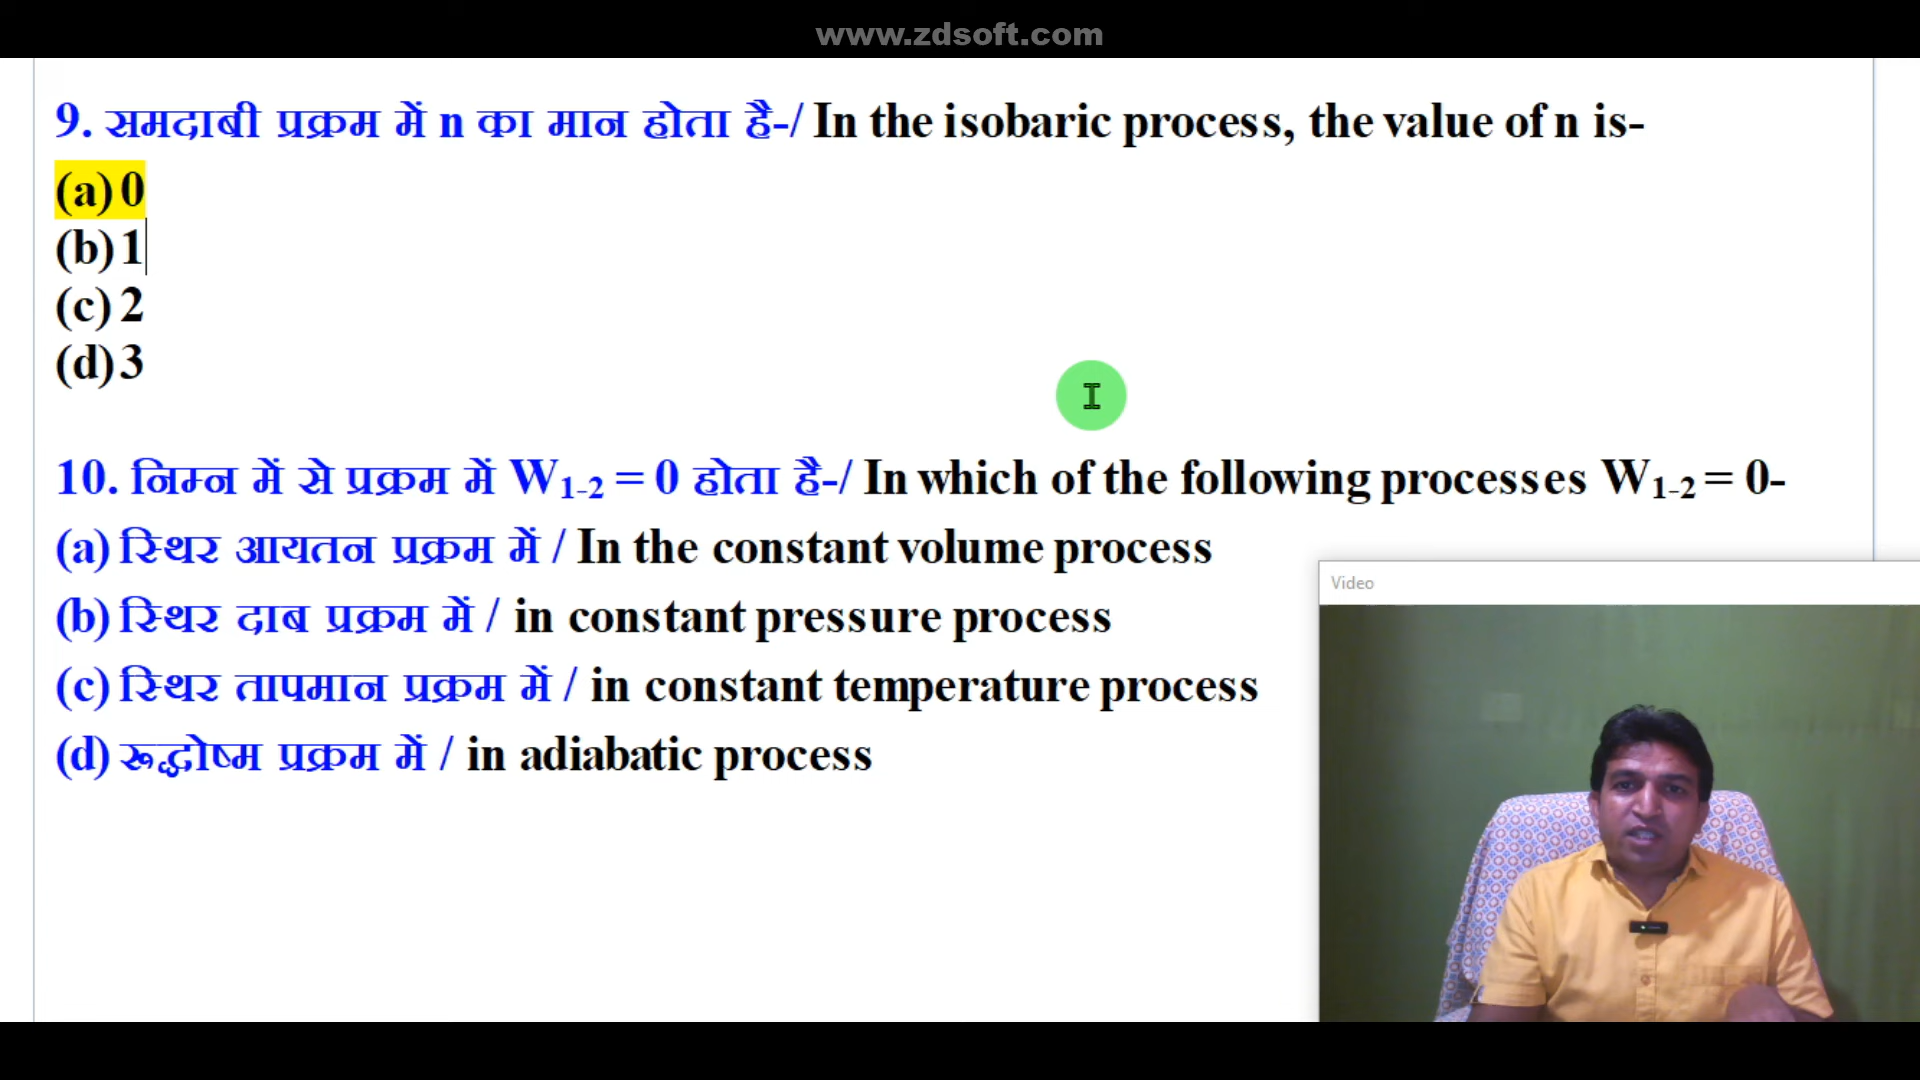 www.zdsoft.com
9. समदाबी प्रक्रम में n का मान होता है-/ In the isobaric process, the value of n is-
(a) 0
(b) 1
(c) 2
(d) 3
10. निम्न में से प्रक्रम में W1-2 = 0 होता है-/ In which of the following processes W1-2 = 0-
(a) स्थिर आयतन प्रक्रम में / In the constant volume process
(b) स्थिर दाब प्रक्रम में / in constant pressure process
(c) स्थिर तापमान प्रक्रम में / in constant temperature process
(d) रूद्धोष्म प्रक्रम में / in adiabatic process
Video